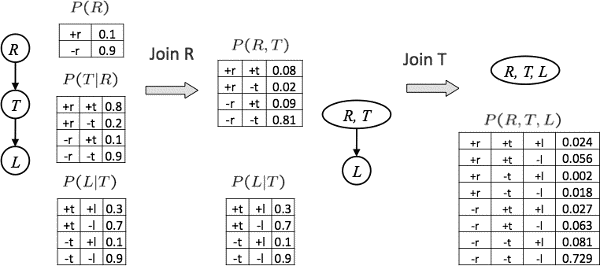 P(R)
+r 0.1
-r 0.9
R
T
L
P(T|R)
+r +t 0.8
+r -t 0.2
-r +t 0.1
-r -t 0.9
P(L|T)
+t +l 0.3
+t -l 0.7
-t +l 0.1
-t -l 0.9
Join R
P(R,T)
+r +t 0.08
+r -t 0.02
-r +t 0.09
-r -t 0.81
R, T
L
P(L|T)
+t +l 0.3
+t -l 0.7
-t +l 0.1
-t -l 0.9
Join T
R, T, L
P(R,T,L)
+r +t +l 0.024
+r +t -l 0.056
+r -t +l 0.002
+r -t -l 0.018
-r +t +l 0.027
-r +t -l 0.063
-r -t +l 0.081
-r -t -l 0.729